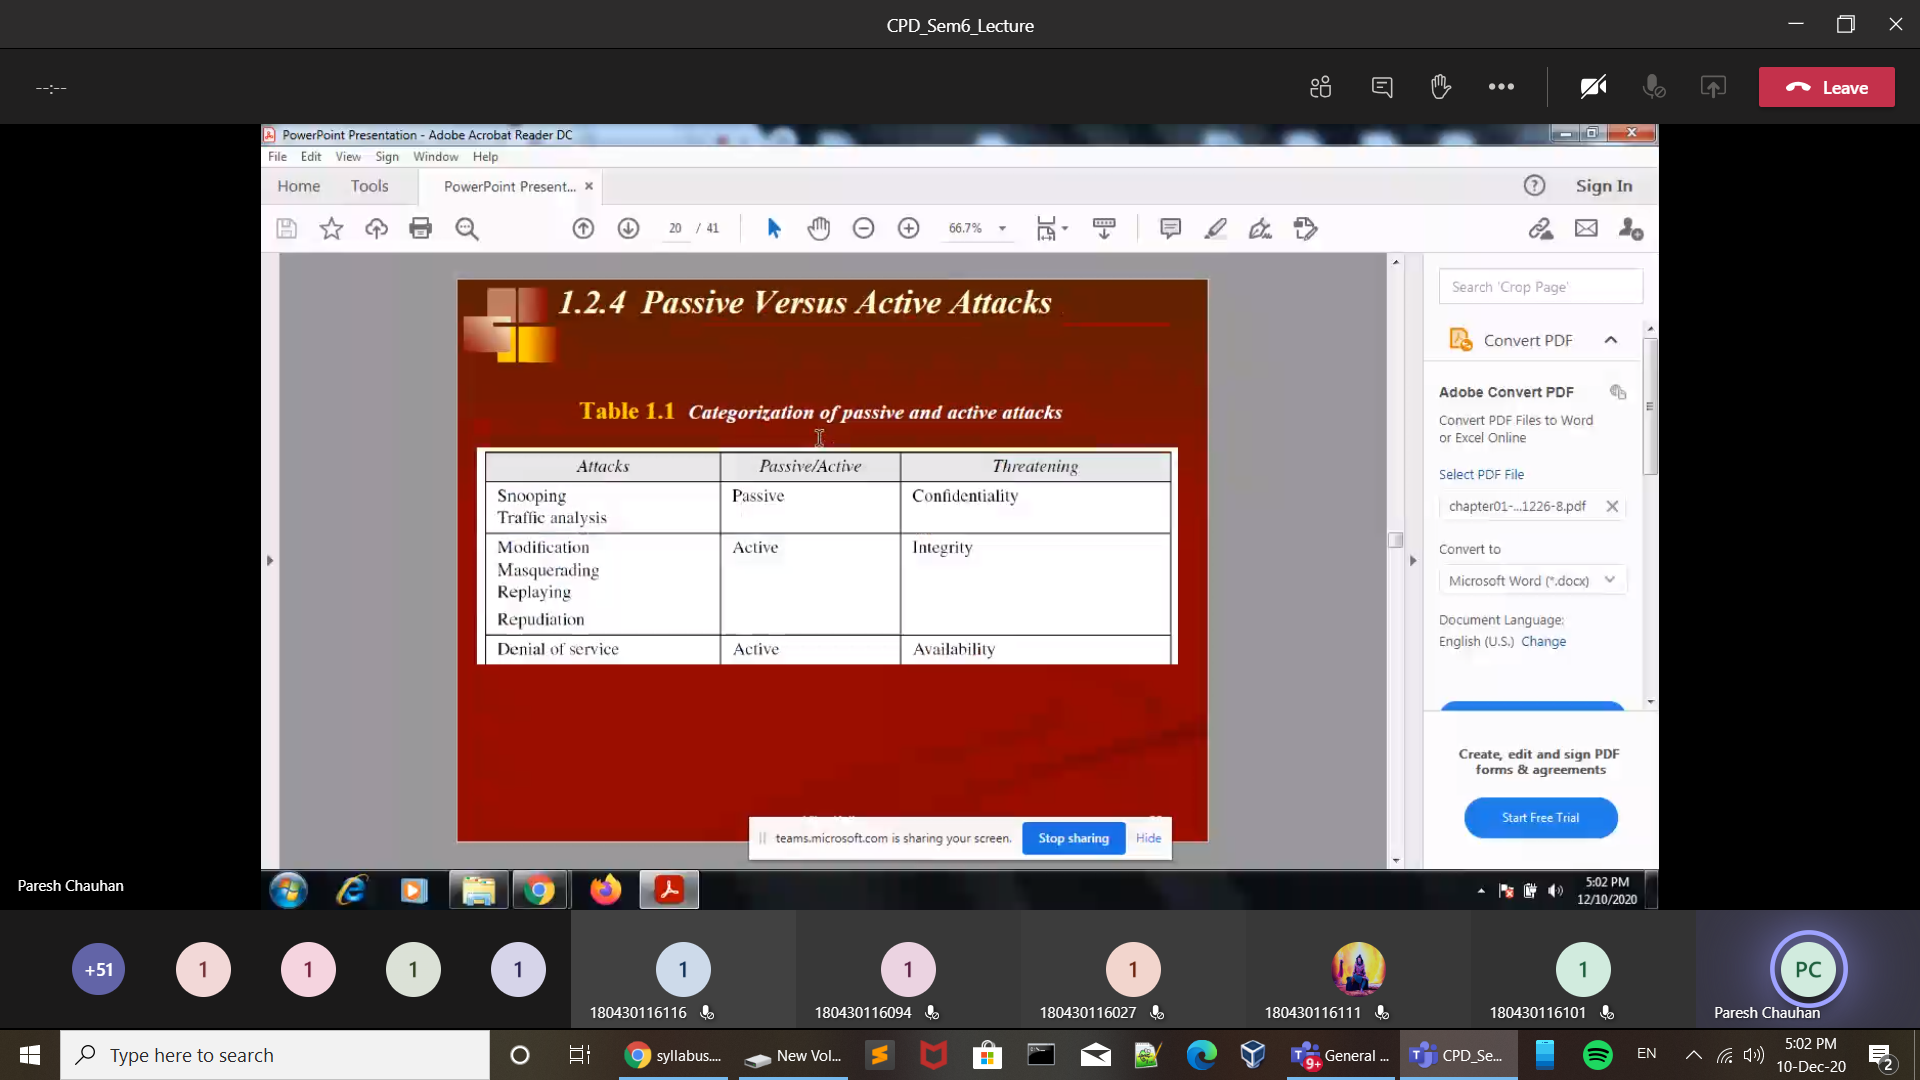 CPD_Sem6_Lecture
--:--
Leave
PowerPoint Presentation - Adobe Acrobat Reader DC
File Edit View Sign Window Help
Home Tools PowerPoint Present... Sign In
20 / 41 66.7%
1.2.4 Passive Versus Active Attacks
Table 1.1 Categorization of passive and active attacks
Attacks Passive/Active Threatening
Snooping Passive Confidentiality
Traffic analysis
Modification Active Integrity
Masquerading
Replaying
Repudiation
Denial of service Active Availability
Search 'Crop Page'
Convert PDF
Adobe Convert PDF
Convert PDF Files to Word
or Excel Online
Select PDF File
chapter01-...1226-8.pdf
Convert to
Microsoft Word (*.docx)
Document Language:
English (U.S.) Change
Create, edit and sign PDF
forms & agreements
Start Free Trial
teams.microsoft.com is sharing your screen. Stop sharing Hide
5:02 PM
12/10/2020
Paresh Chauhan
+51 1 1 1 1 1 1 1 1 PC
180430116116 180430116094 180430116027 180430116111 180430116101 Paresh Chauhan
Type here to search
syllabus.... New Vol... General ... CPD_Se...
9+
EN
5:02 PM
10-Dec-20
2